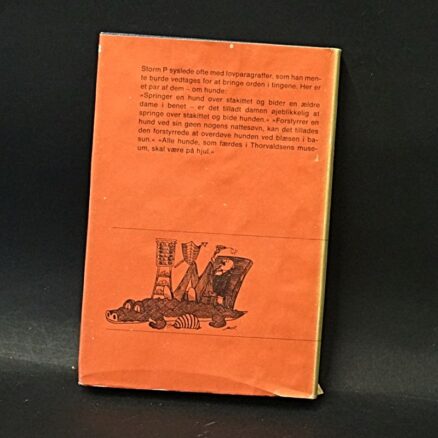 Storm P syslede ofte med lovparagraffer, som han men-
te burde vedtages for at bringe orden i tingene. Her er
et par af dem – om hunde:
»Springer en hund over stakittet og bider en ældre
dame i benet – er det tilladt damen øjeblikkelig at
springe over stakittet og bide hunden.« »Forstyrrer en
hund ved sin gøen nogens nattesøvn, kan det tillades
den forstyrrede at overdøve hunden ved blæsen i ba-
sun.« »Alle hunde, som færdes i Thorvaldsens muse-
um, skal være på hjul.«